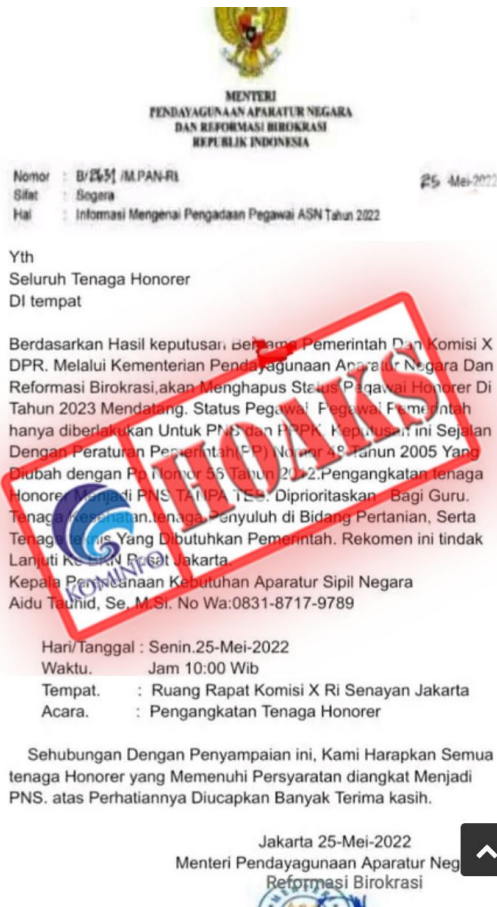 MENTERI
PENDAYAGUNAAN APARATUR NEGARA
DAN REFORMASI BIROKRASI
REPUBLIK INDONESIA
Nomor : B/ /M.PAN-RB
25 -Mei-2022
Sifat : Segera
Hal : Informasi Mengenai Pengadaan Pegawai ASN Tahun 2022
Yth
Seluruh Tenaga Honorer
DI tempat
Berdasarkan Hasil keputusan Bersama Pemerintah Dan Komisi X
DPR. Melalui Kementerian Pendayagunaan Aparatur Negara Dan
Reformasi Birokrasi,akan Menghapus Status Pegawai Honorer Di
Tahun 2023 Mendatang. Status Pegawai Pegawai Pemerintah
hanya diberlakukan Untuk PNS dan PPPK. Keputusan ini Sejalan
Dengan Peraturan Pemerintah(PP) Nomor 48 Tahun 2005 Yang
Diubah dengan Pp Nomor 56 Tahun 2012.Pengangkatan tenaga
Honorer Menjadi PNS TANPA TES. Diprioritaskan Bagi Guru.
Tenaga Kesehatan.tenaga Penyuluh di Bidang Pertanian, Serta
Tenaga teknis Yang Dibutuhkan Pemerintah. Rekomen ini tindak
Lanjuti Ke BKN Pusat Jakarta.
Kepala Perencanaan Kebutuhan Aparatur Sipil Negara
Aidu Tauhid, Se, M.Si. No Wa:0831-8717-9789
HOAKS
KOMINFO
Hari/Tanggal : Senin.25-Mei-2022
Waktu. Jam 10:00 Wib
Tempat. : Ruang Rapat Komisi X Ri Senayan Jakarta
Acara. : Pengangkatan Tenaga Honorer
Sehubungan Dengan Penyampaian ini, Kami Harapkan Semua
tenaga Honorer yang Memenuhi Persyaratan diangkat Menjadi
PNS. atas Perhatiannya Diucapkan Banyak Terima kasih.
Jakarta 25-Mei-2022
Menteri Pendayagunaan Aparatur Neg
Reformasi Birokrasi